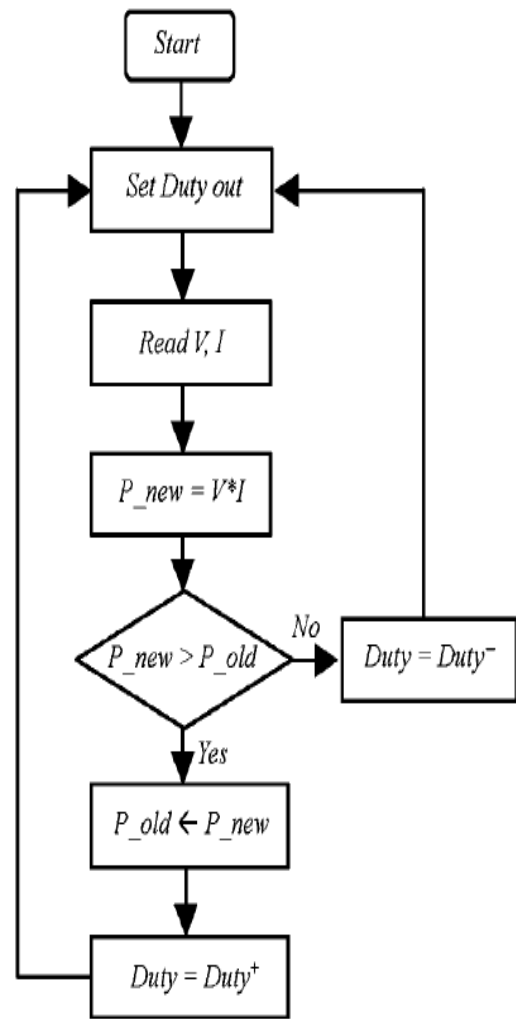 Start
Set Duty out
Read V, I
P_new = V*I
P_new > P_old
No
Duty = Duty⁻
Yes
P_old ← P_new
Duty = Duty⁺